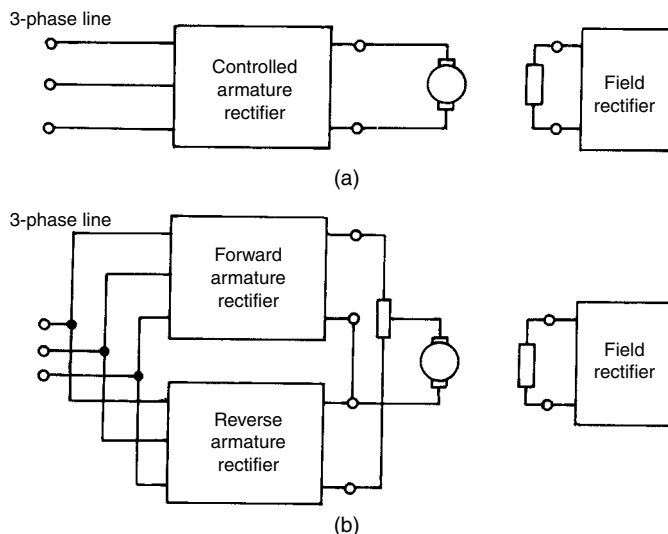 3-phase line
Controlled
armature
rectifier
Field
rectifier
(a)
3-phase line
Forward
armature
rectifier
Field
rectifier
Reverse
armature
rectifier
(b)